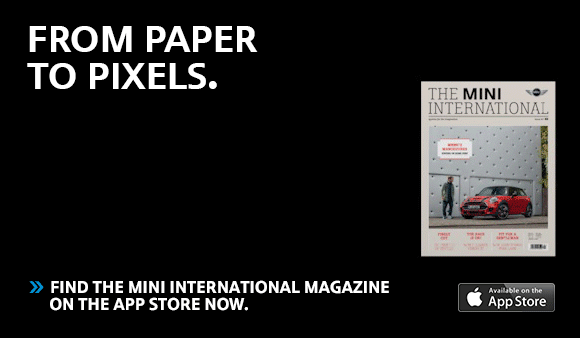 FROM PAPER
TO PIXELS.
THE MINI
INTERNATIONAL
» FIND THE MINI INTERNATIONAL MAGAZINE
ON THE APP STORE NOW.
Available on the
App Store